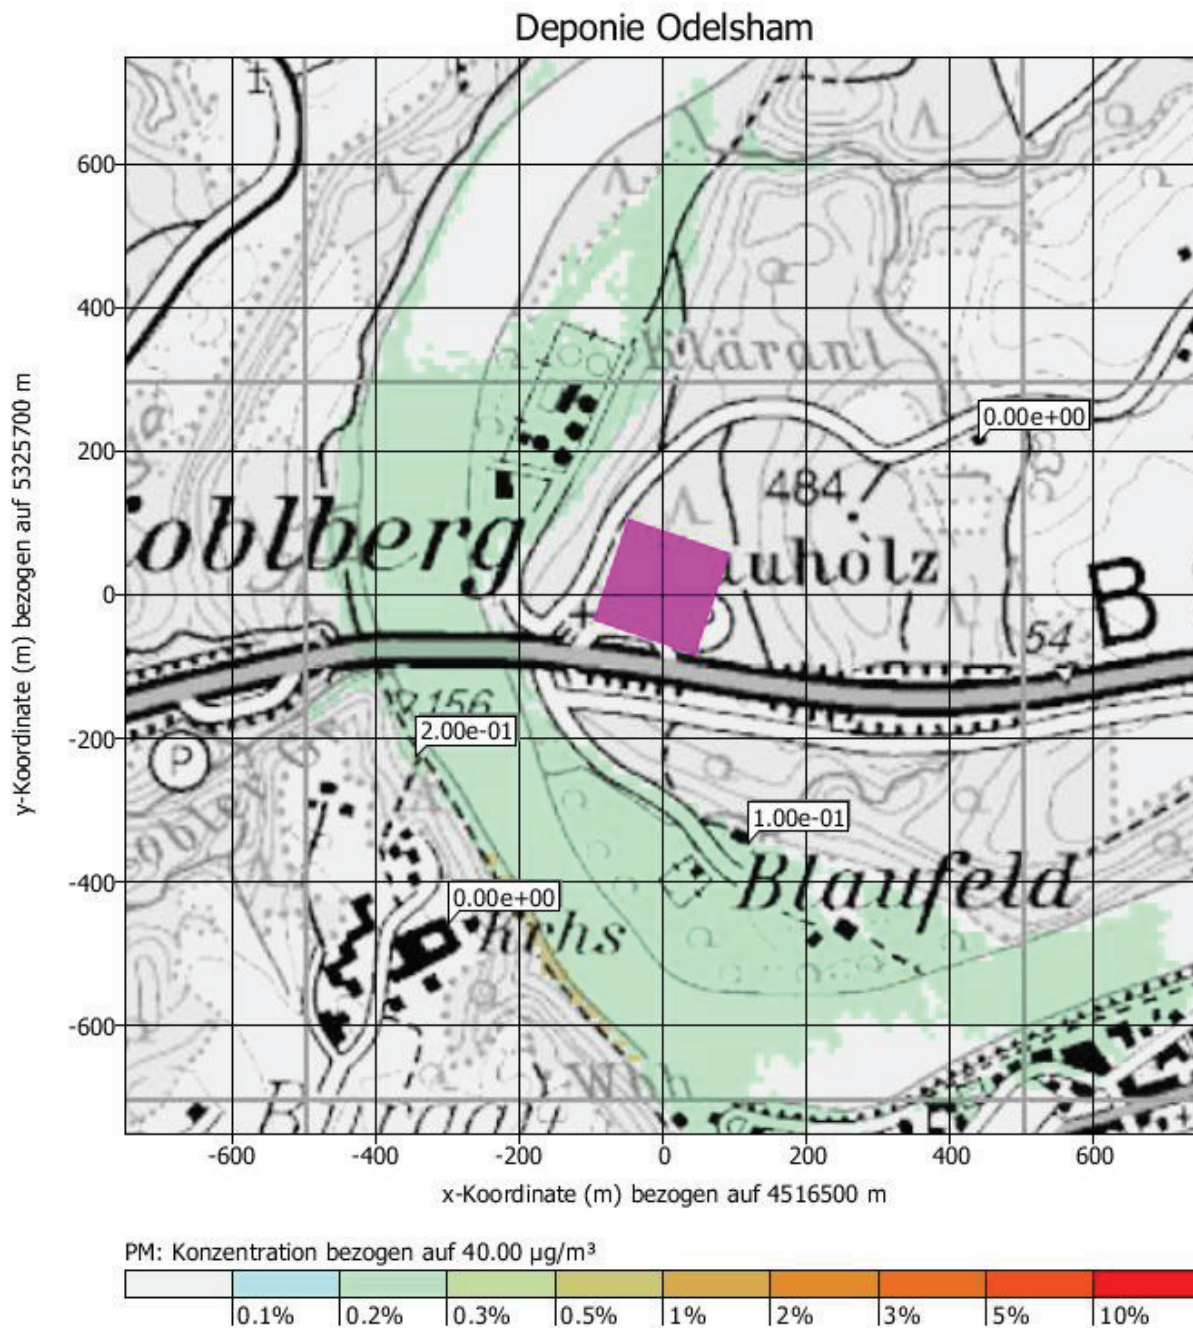 Deponie Odelsham
600
400
200
0
-200
-400
-600
y-Koordinate (m) bezogen auf 5325700 m
0.00e+00
484
oblberg
uholz
B
54
156
2.00e-01
P
1.00e-01
Blaufeld
0.00e+00
Krhs
-600 -400 -200 0 200 400 600
x-Koordinate (m) bezogen auf 4516500 m
PM: Konzentration bezogen auf 40.00 µg/m³
0.1% 0.2% 0.3% 0.5% 1% 2% 3% 5% 10%